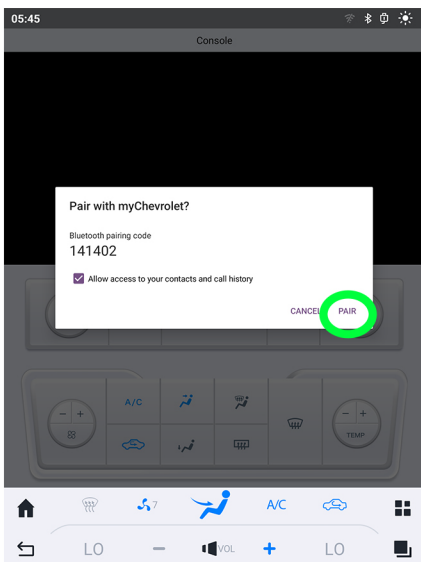 05:45
Console
Pair with myChevrolet?
Bluetooth pairing code
141402
Allow access to your contacts and call history
CANCEL PAIR
A/C
- +
- +
TEMP
7 A/C
LO - VOL + LO